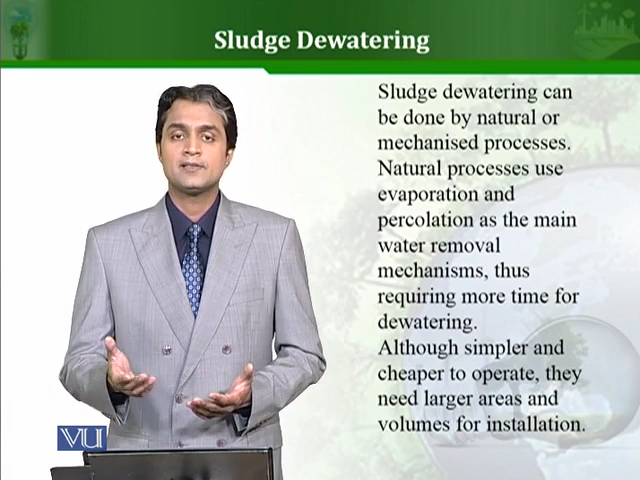 Sludge Dewatering
Sludge dewatering can
be done by natural or
mechanised processes.
Natural processes use
evaporation and
percolation as the main
water removal
mechanisms, thus
requiring more time for
dewatering.
Although simpler and
cheaper to operate, they
need larger areas and
volumes for installation.
VU